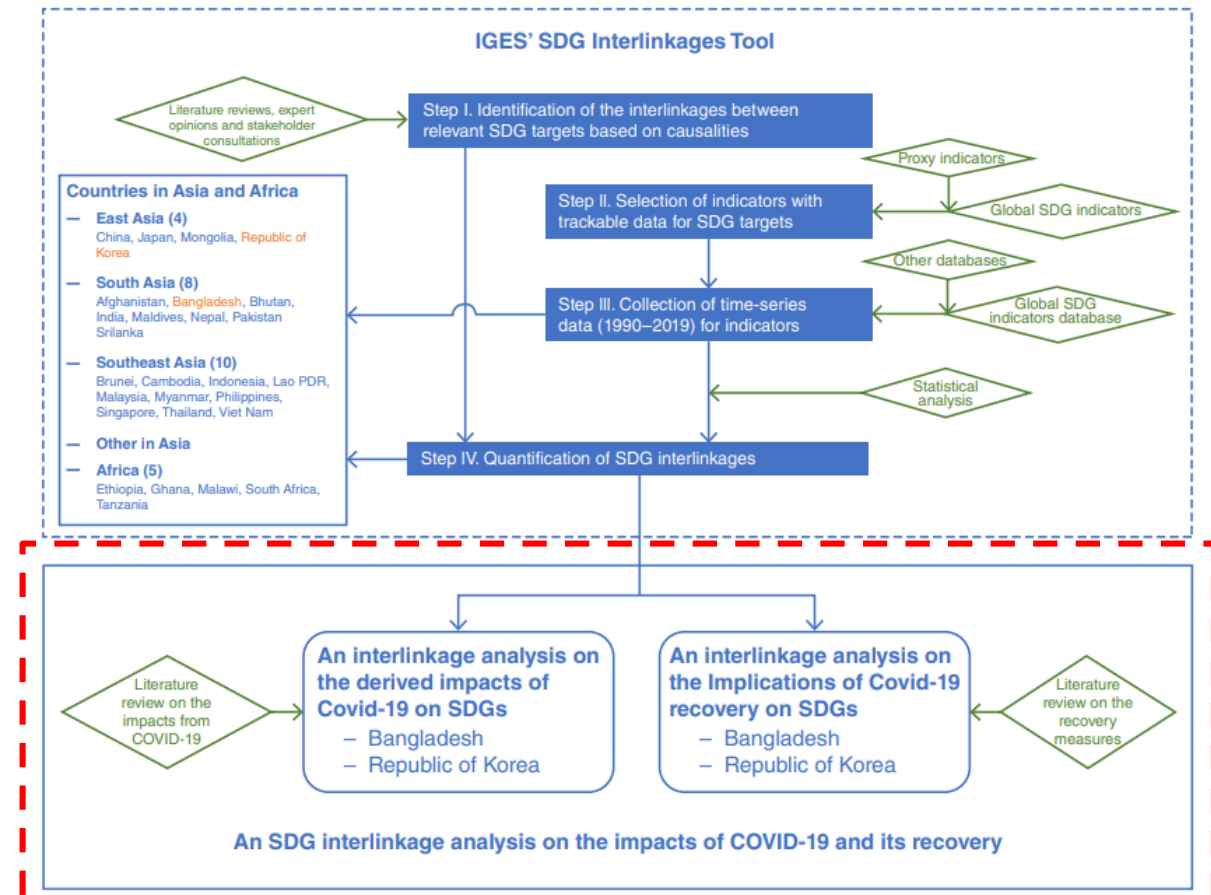 IGES' SDG Interlinkages Tool
Literature reviews, expert
opinions and stakeholder
consultations
Step I. Identification of the interlinkages between
relevant SDG targets based on causalities
Proxy indicators
Global SDG indicators
Step II. Selection of indicators with
trackable data for SDG targets
Other databases
Global SDG
indicators database
Step III. Collection of time-series
data (1990–2019) for indicators
Statistical
analysis
Step IV. Quantification of SDG interlinkages
Countries in Asia and Africa
– East Asia (4)
China, Japan, Mongolia, Republic of
Korea
– South Asia (8)
Afghanistan, Bangladesh, Bhutan,
India, Maldives, Nepal, Pakistan
Srilanka
– Southeast Asia (10)
Brunei, Cambodia, Indonesia, Lao PDR,
Malaysia, Myanmar, Philippines,
Singapore, Thailand, Viet Nam
– Other in Asia
– Africa (5)
Ethiopia, Ghana, Malawi, South Africa,
Tanzania
Literature
review on the
impacts from
COVID-19
An interlinkage analysis on
the derived impacts of
Covid-19 on SDGs
– Bangladesh
– Republic of Korea
An interlinkage analysis on
the Implications of Covid-19
recovery on SDGs
– Bangladesh
– Republic of Korea
Literature
review on the
recovery
measures
An SDG interlinkage analysis on the impacts of COVID-19 and its recovery